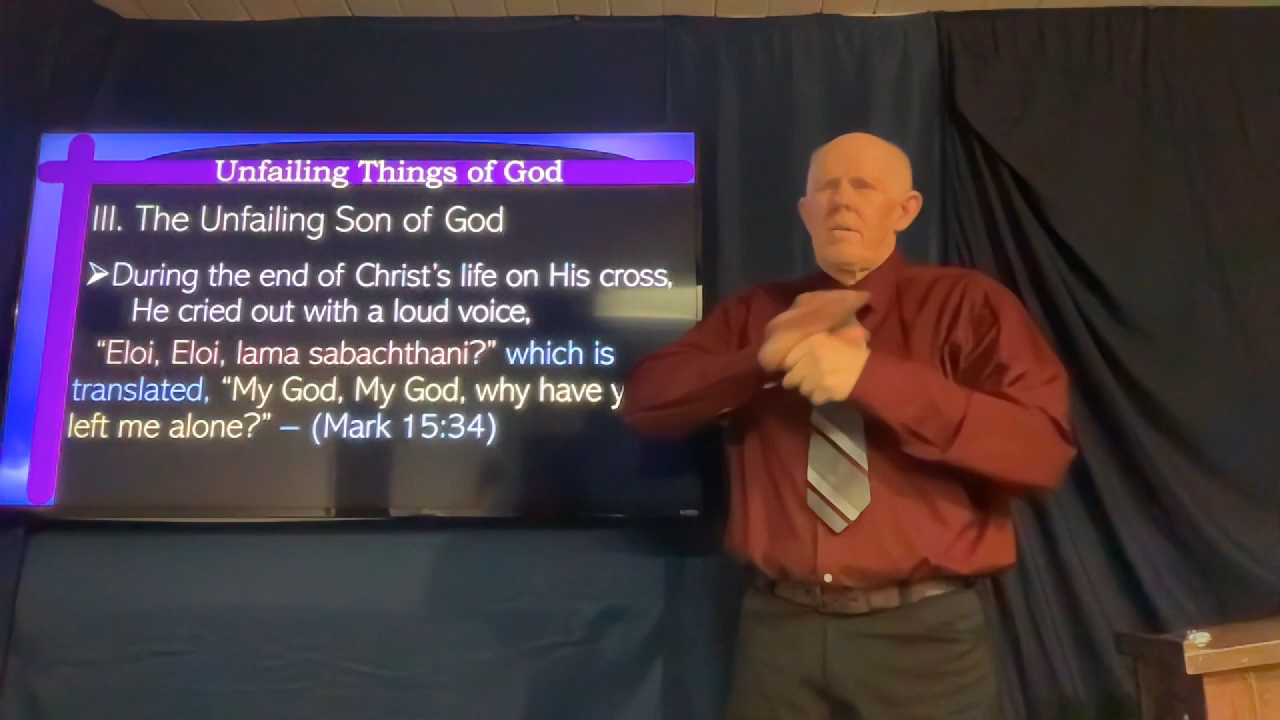 Unfailing Things of God
III. The Unfailing Son of God
➤During the end of Christ's life on His cross,
He cried out with a loud voice,
“Eloi, Eloi, lama sabachthani?” which is
translated, “My God, My God, why have y
left me alone?” – (Mark 15:34)